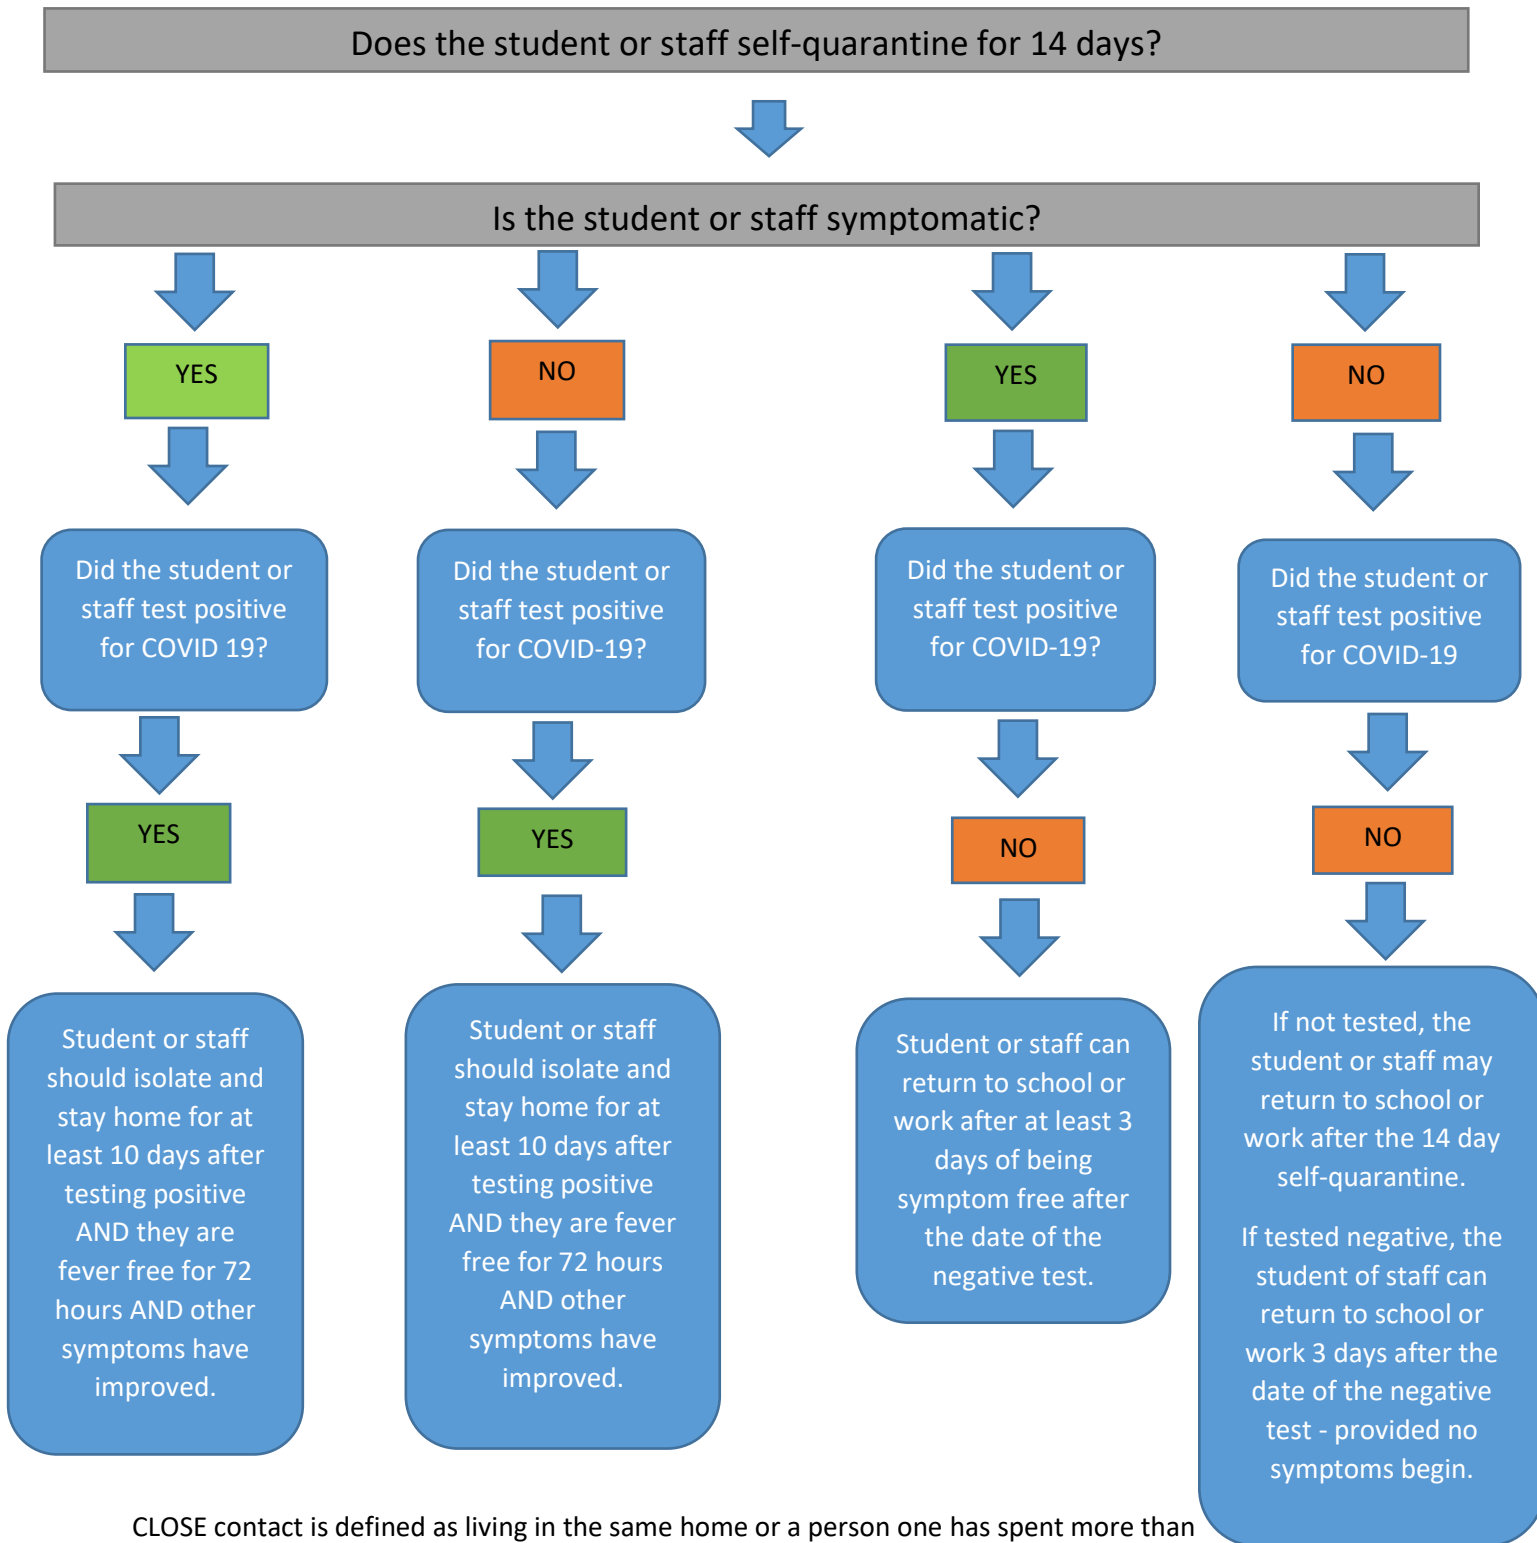 Does the student or staff self-quarantine for 14 days?
Is the student or staff symptomatic?
YES
NO
YES
NO
Did the student or
staff test positive
for COVID 19?
Did the student or
staff test positive
for COVID-19?
Did the student or
staff test positive
for COVID-19?
Did the student or
staff test positive
for COVID-19
YES
YES
NO
NO
Student or staff
should isolate and
stay home for at
least 10 days after
testing positive
AND they are
fever free for 72
hours AND other
symptoms have
improved.
Student or staff
should isolate and
stay home for at
least 10 days after
testing positive
AND they are fever
free for 72 hours
AND other
symptoms have
improved.
Student or staff can
return to school or
work after at least 3
days of being
symptom free after
the date of the
negative test.
If not tested, the
student or staff may
return to school or
work after the 14 day
self-quarantine.
If tested negative, the
student of staff can
return to school or
work 3 days after the
date of the negative
test - provided no
symptoms begin.
CLOSE contact is defined as living in the same home or a person one has spent more than